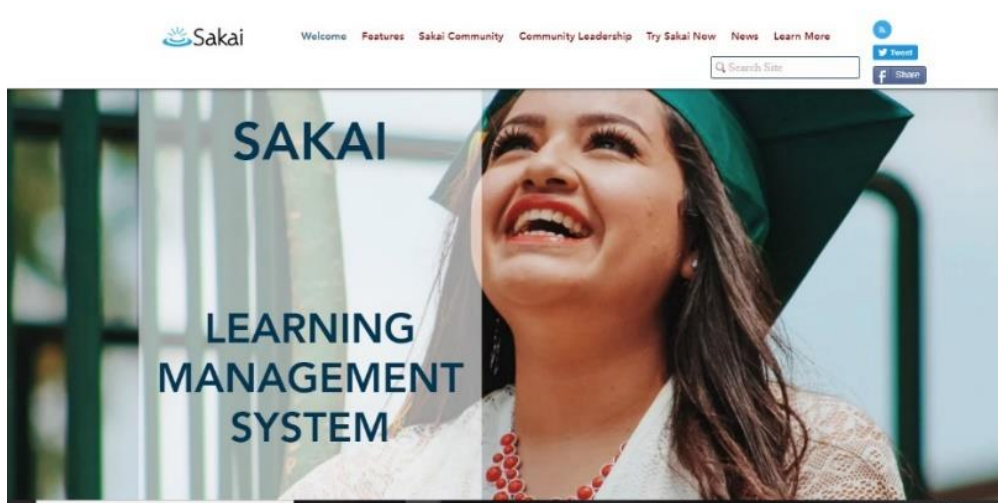 Sakai
Welcome Features Sakai Community Community Leadership Try Sakai Now News Learn More
Search Site
Tweet
f Share
SAKAI
LEARNING
MANAGEMENT
SYSTEM